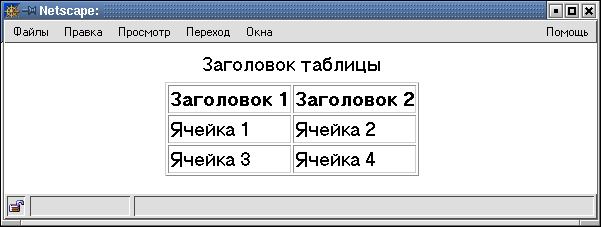 Netscape:
Файлы Правка Просмотр Переход Окна Помощь
Заголовок таблицы
Заголовок 1 Заголовок 2
Ячейка 1 Ячейка 2
Ячейка 3 Ячейка 4